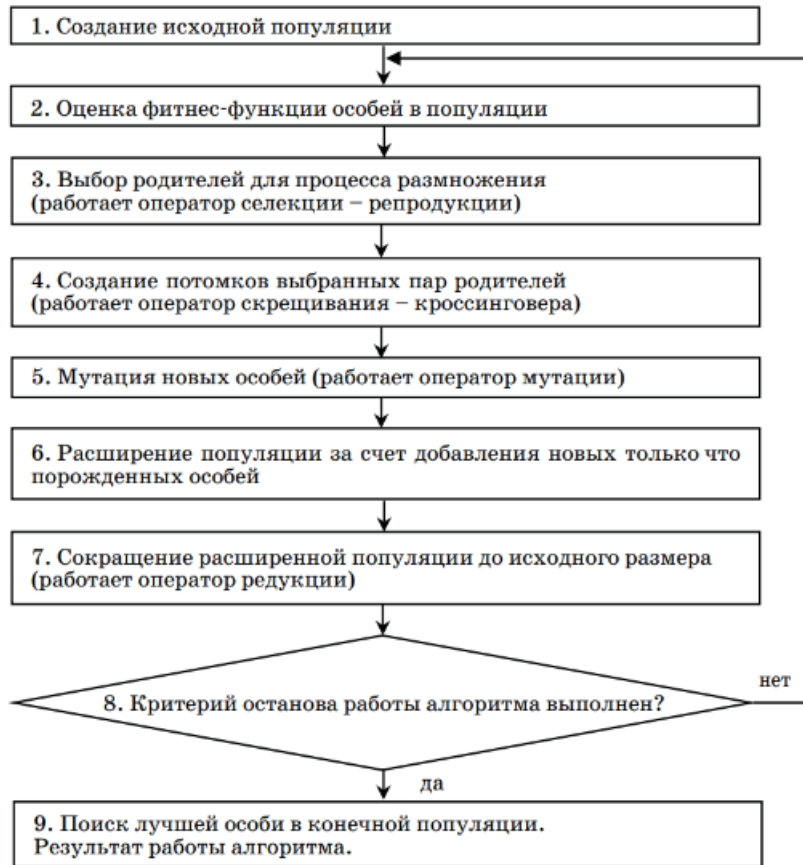 1. Создание исходной популяции
2. Оценка фитнес-функции особей в популяции
3. Выбор родителей для процесса размножения
(работает оператор селекции – репродукции)
4. Создание потомков выбранных пар родителей
(работает оператор скрещивания – кроссинговера)
5. Мутация новых особей (работает оператор мутации)
6. Расширение популяции за счет добавления новых только что
порожденных особей
7. Сокращение расширенной популяции до исходного размера
(работает оператор редукции)
8. Критерий останова работы алгоритма выполнен?
нет
да
9. Поиск лучшей особи в конечной популяции.
Результат работы алгоритма.